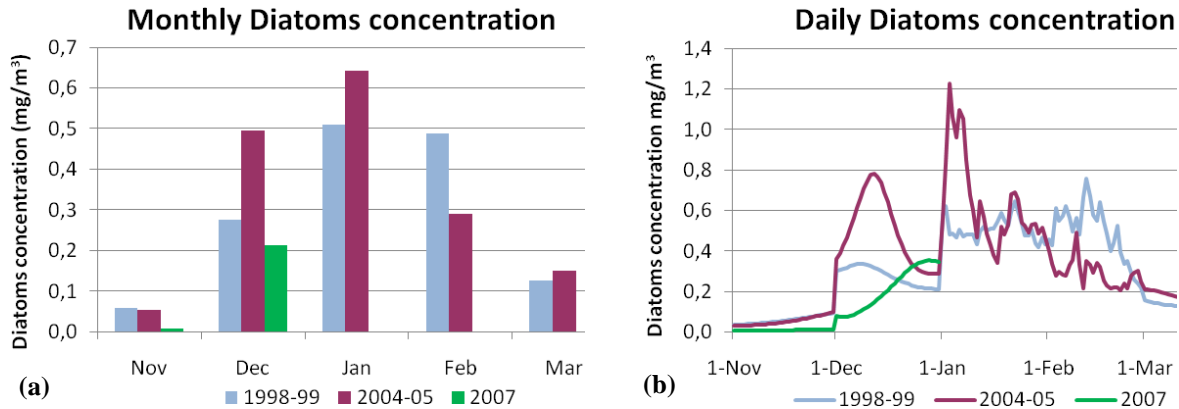 Monthly Diatoms concentration
Diatoms concentration (mg/m³)
0,7
0,6
0,5
0,4
0,3
0,2
0,1
0,0
Nov Dec Jan Feb Mar
(a)
1998-99 2004-05 2007
Daily Diatoms concentration
Diatoms concentration mg/m³
1,4
1,2
1,0
0,8
0,6
0,4
0,2
0,0
1-Nov 1-Dec 1-Jan 1-Feb 1-Mar
(b)
1998-99 2004-05 2007